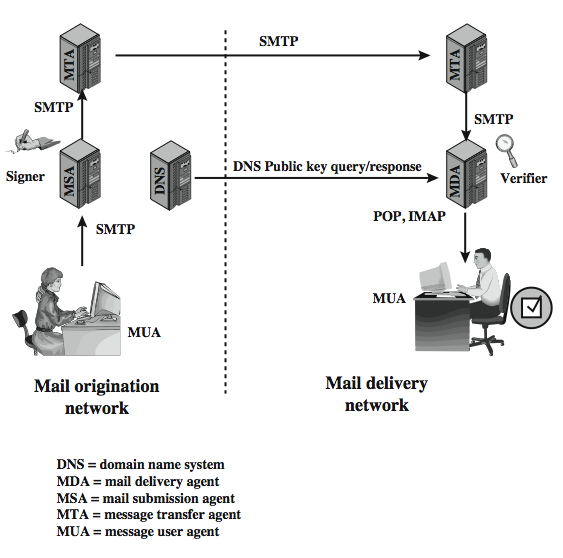 SMTP
MTA
MTA
SMTP
SMTP
Signer
MSA
DNS
DNS Public key query/response
MDA
Verifier
POP, IMAP
SMTP
MUA
MUA
Mail origination
network
Mail delivery
network
DNS = domain name system
MDA = mail delivery agent
MSA = mail submission agent
MTA = message transfer agent
MUA = message user agent